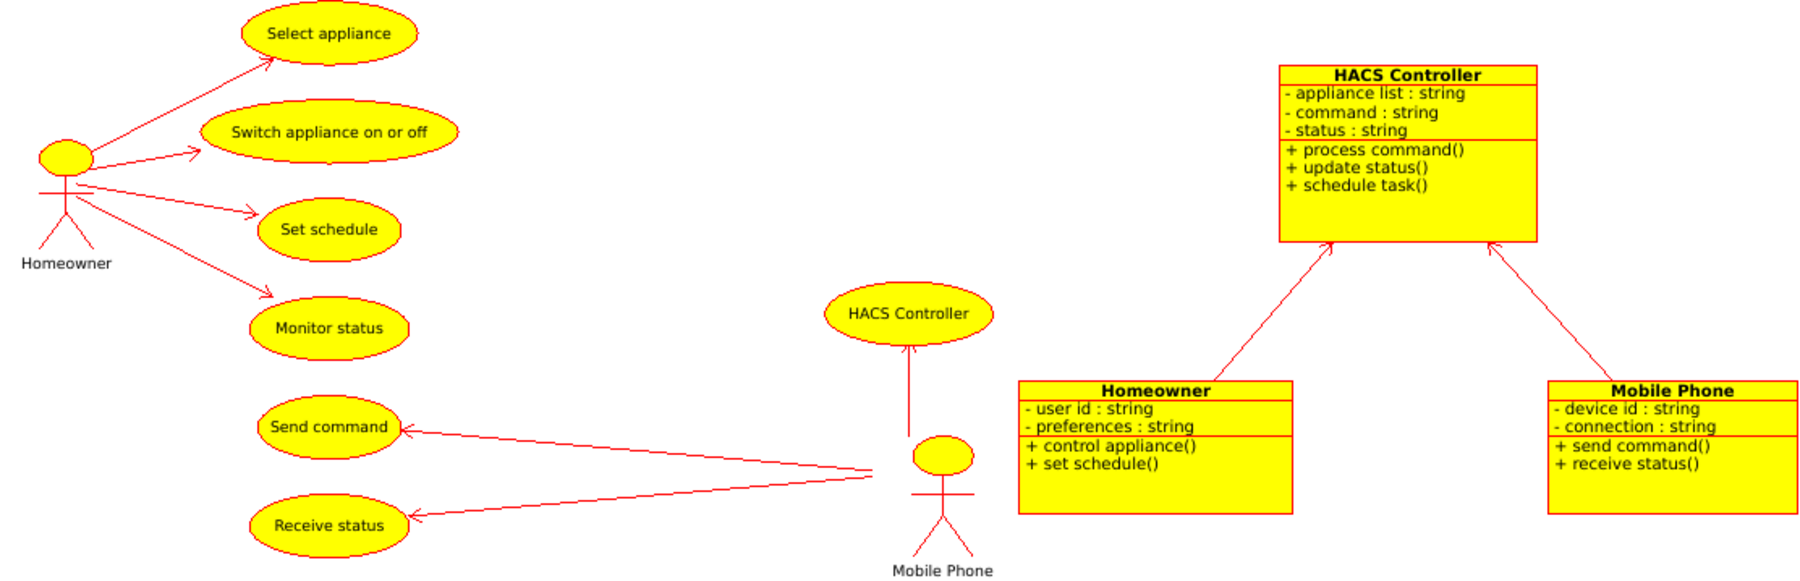 Select appliance
Switch appliance on or off
Set schedule
Homeowner
Monitor status
Send command
Receive status
HACS Controller
Mobile Phone
HACS Controller
- appliance list : string
- command : string
- status : string
+ process command()
+ update status()
+ schedule task()
Homeowner
- user id : string
- preferences : string
+ control appliance()
+ set schedule()
Mobile Phone
- device id : string
- connection : string
+ send command()
+ receive status()